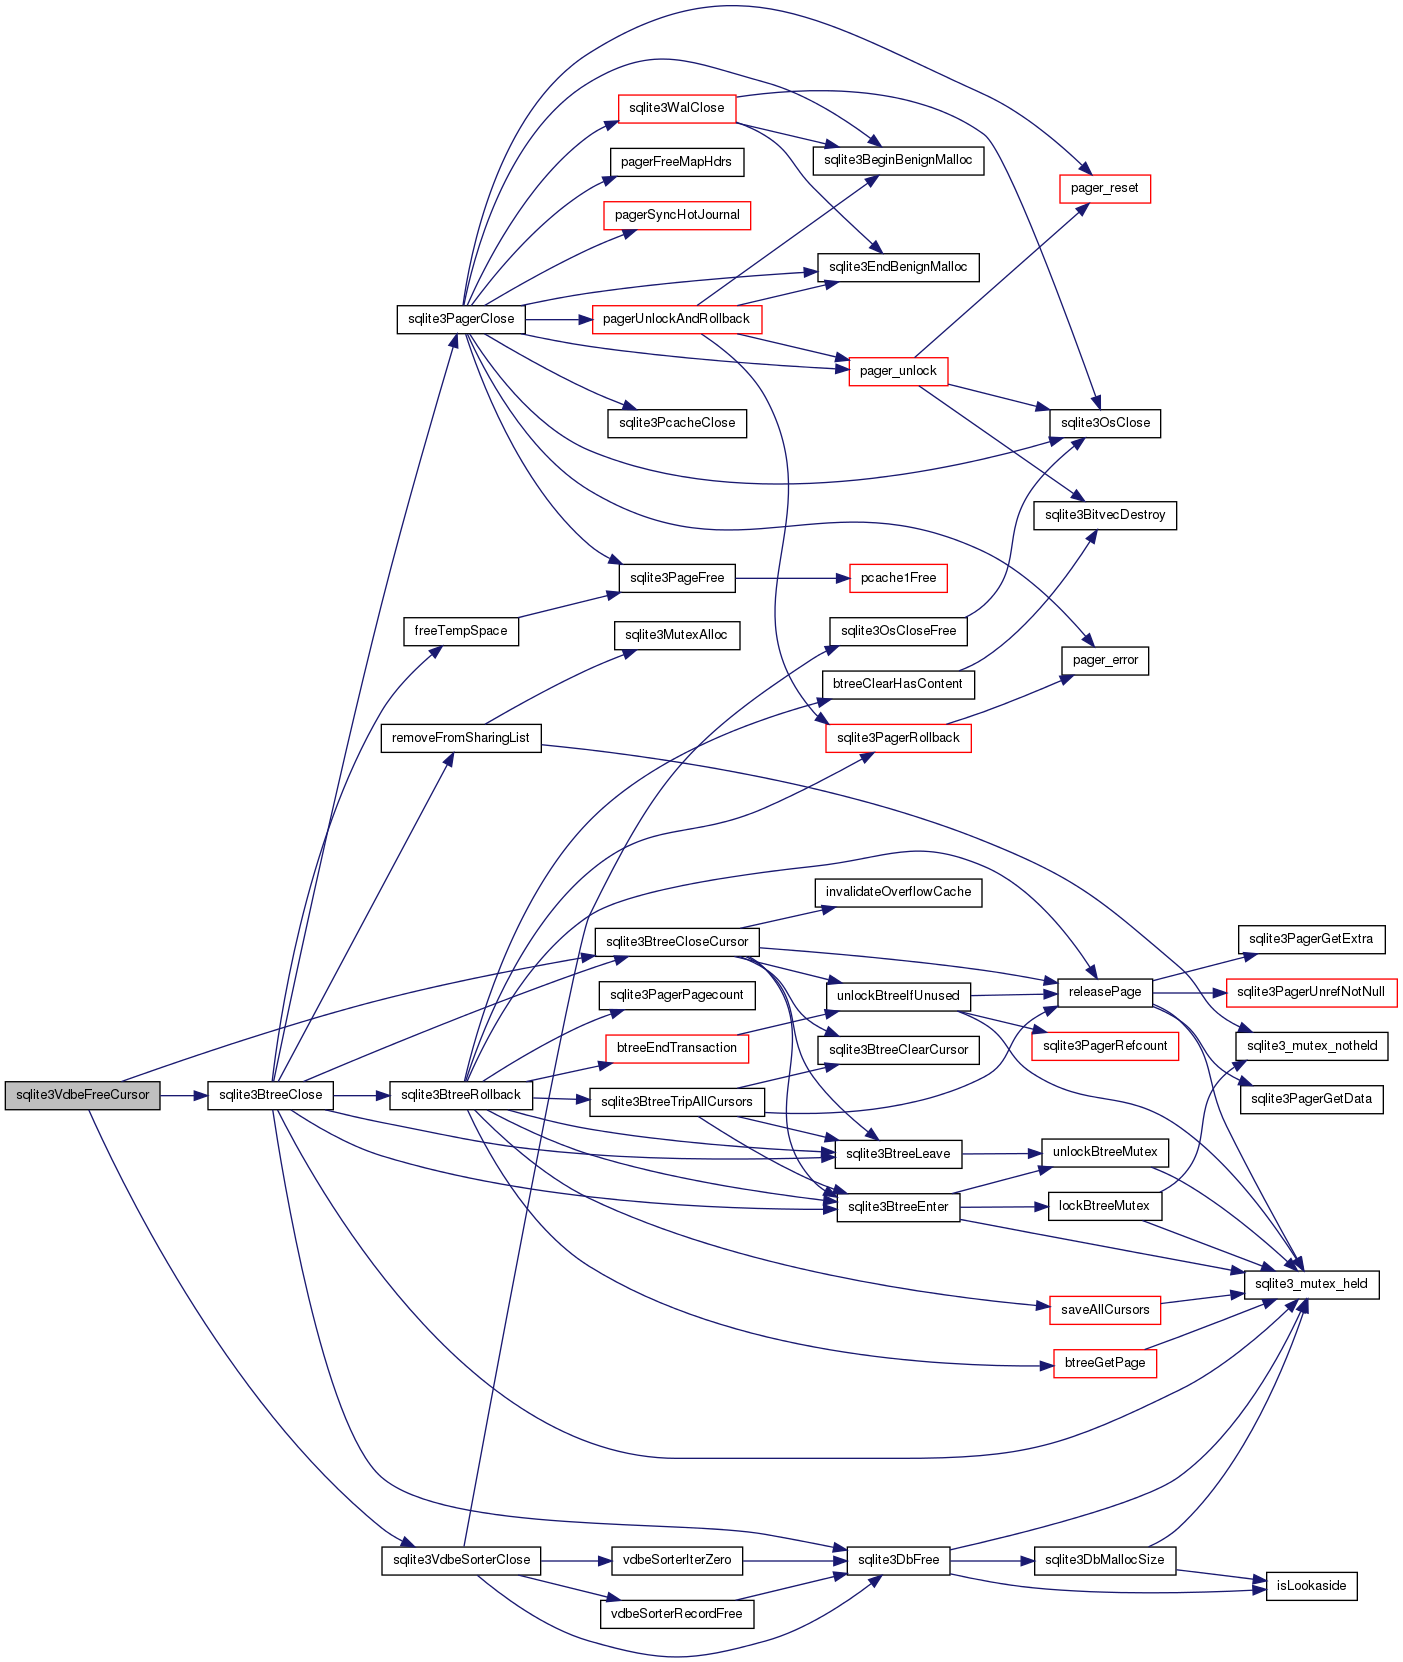 sqlite3WalClose
sqlite3BeginBenignMalloc
pagerFreeMapHdrs
pager_reset
pagerSyncHotJournal
sqlite3EndBenignMalloc
sqlite3PagerClose
pagerUnlockAndRollback
pager_unlock
sqlite3PcacheClose
sqlite3OsClose
sqlite3BitvecDestroy
sqlite3PageFree
pcache1Free
freeTempSpace
sqlite3MutexAlloc
sqlite3OsCloseFree
pager_error
btreeClearHasContent
removeFromSharingList
sqlite3PagerRollback
invalidateOverflowCache
sqlite3BtreeCloseCursor
sqlite3PagerGetExtra
sqlite3PagerPagecount
unlockBtreeIfUnused
releasePage
sqlite3PagerUnrefNotNull
btreeEndTransaction
sqlite3BtreeClearCursor
sqlite3PagerRefcount
sqlite3_mutex_notheld
sqlite3VdbeFreeCursor
sqlite3BtreeClose
sqlite3BtreeRollback
sqlite3BtreeTripAllCursors
sqlite3PagerGetData
sqlite3BtreeLeave
unlockBtreeMutex
sqlite3BtreeEnter
lockBtreeMutex
sqlite3_mutex_held
saveAllCursors
btreeGetPage
sqlite3VdbeSorterClose
vdbeSorterIterZero
sqlite3DbFree
sqlite3DbMallocSize
isLookaside
vdbeSorterRecordFree